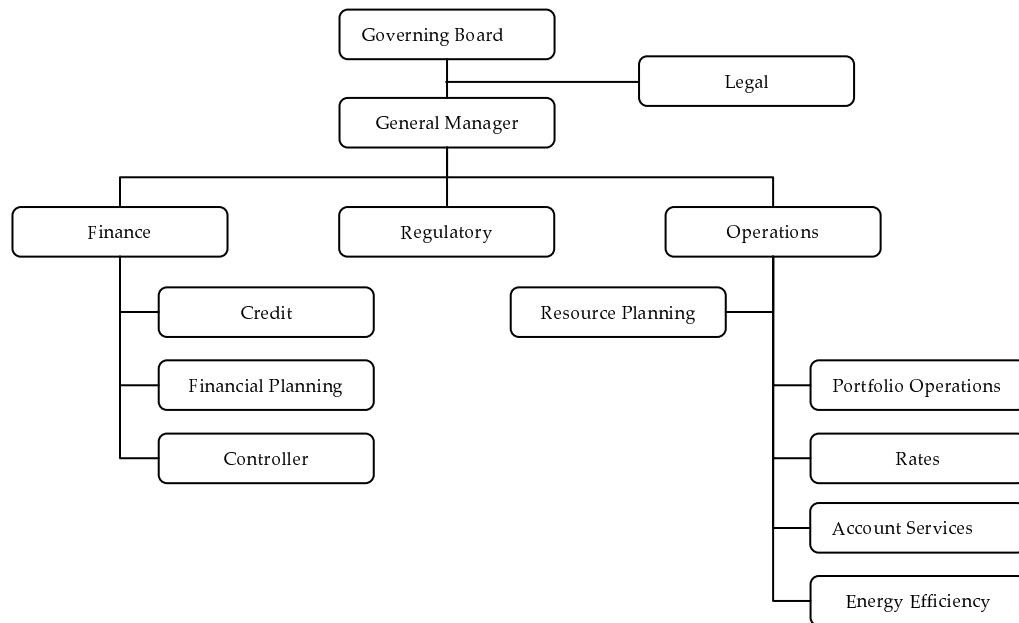 Governing Board
Legal
General Manager
Finance
Regulatory
Operations
Credit
Resource Planning
Financial Planning
Portfolio Operations
Controller
Rates
Account Services
Energy Efficiency